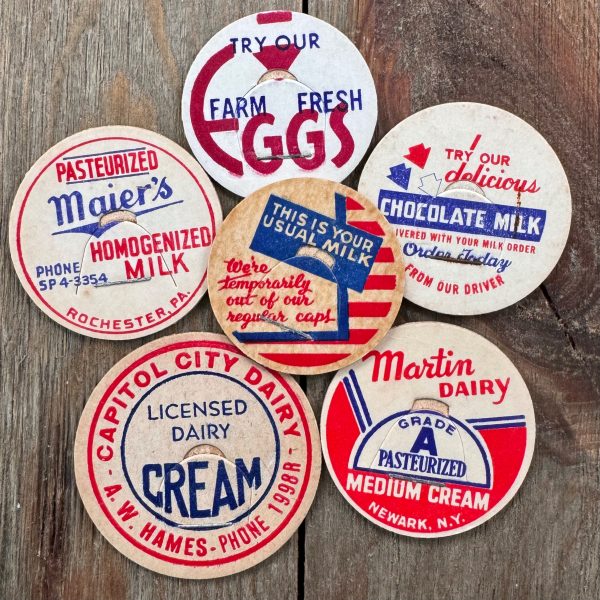 TRY OUR
FARM FRESH
EGGS
PASTEURIZED
Maier's
HOMOGENIZED
MILK
PHONE
SP 4-3354
ROCHESTER, PA.
TRY OUR
delicious
CHOCOLATE MILK
IVERED WITH YOUR MILK ORDER
Order Today
FROM OUR DRIVER
THIS IS YOUR
USUAL MILK
We're
temporarily
out of our
regular caps
CAPITOL CITY DAIRY
LICENSED
DAIRY
CREAM
- A. W. HAMES - PHONE 1998R -
Martin
DAIRY
GRADE
A
PASTEURIZED
MEDIUM CREAM
NEWARK, N.Y.